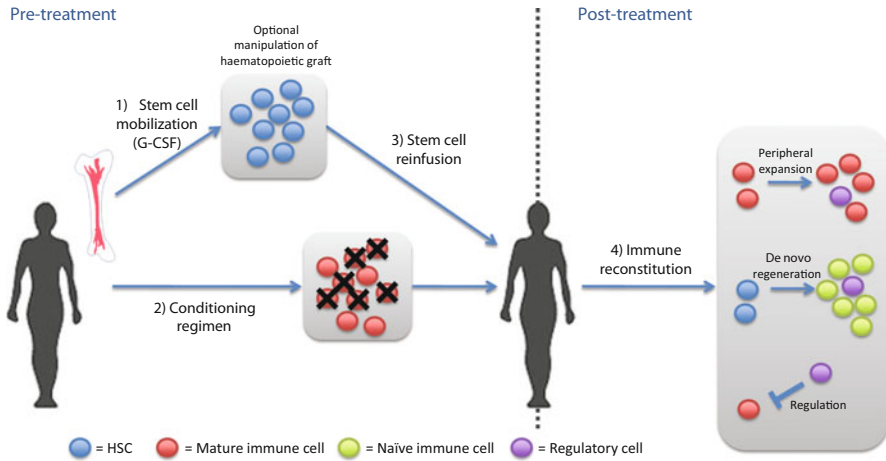 Pre-treatment
Post-treatment
Optional
manipulation of
haematopoietic graft
1) Stem cell
mobilization
(G-CSF)
3) Stem cell
reinfusion
2) Conditioning
regimen
4) Immune
reconstitution
Peripheral
expansion
De novo
regeneration
Regulation
= HSC
= Mature immune cell
= Naïve immune cell
= Regulatory cell